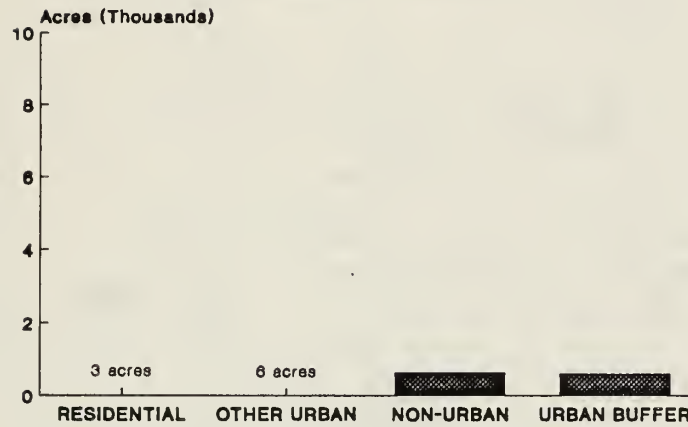 Acres (Thousands)
10
8
6
4
2
0
3 acres
6 acres
RESIDENTIAL
OTHER URBAN
NON-URBAN
URBAN BUFFER